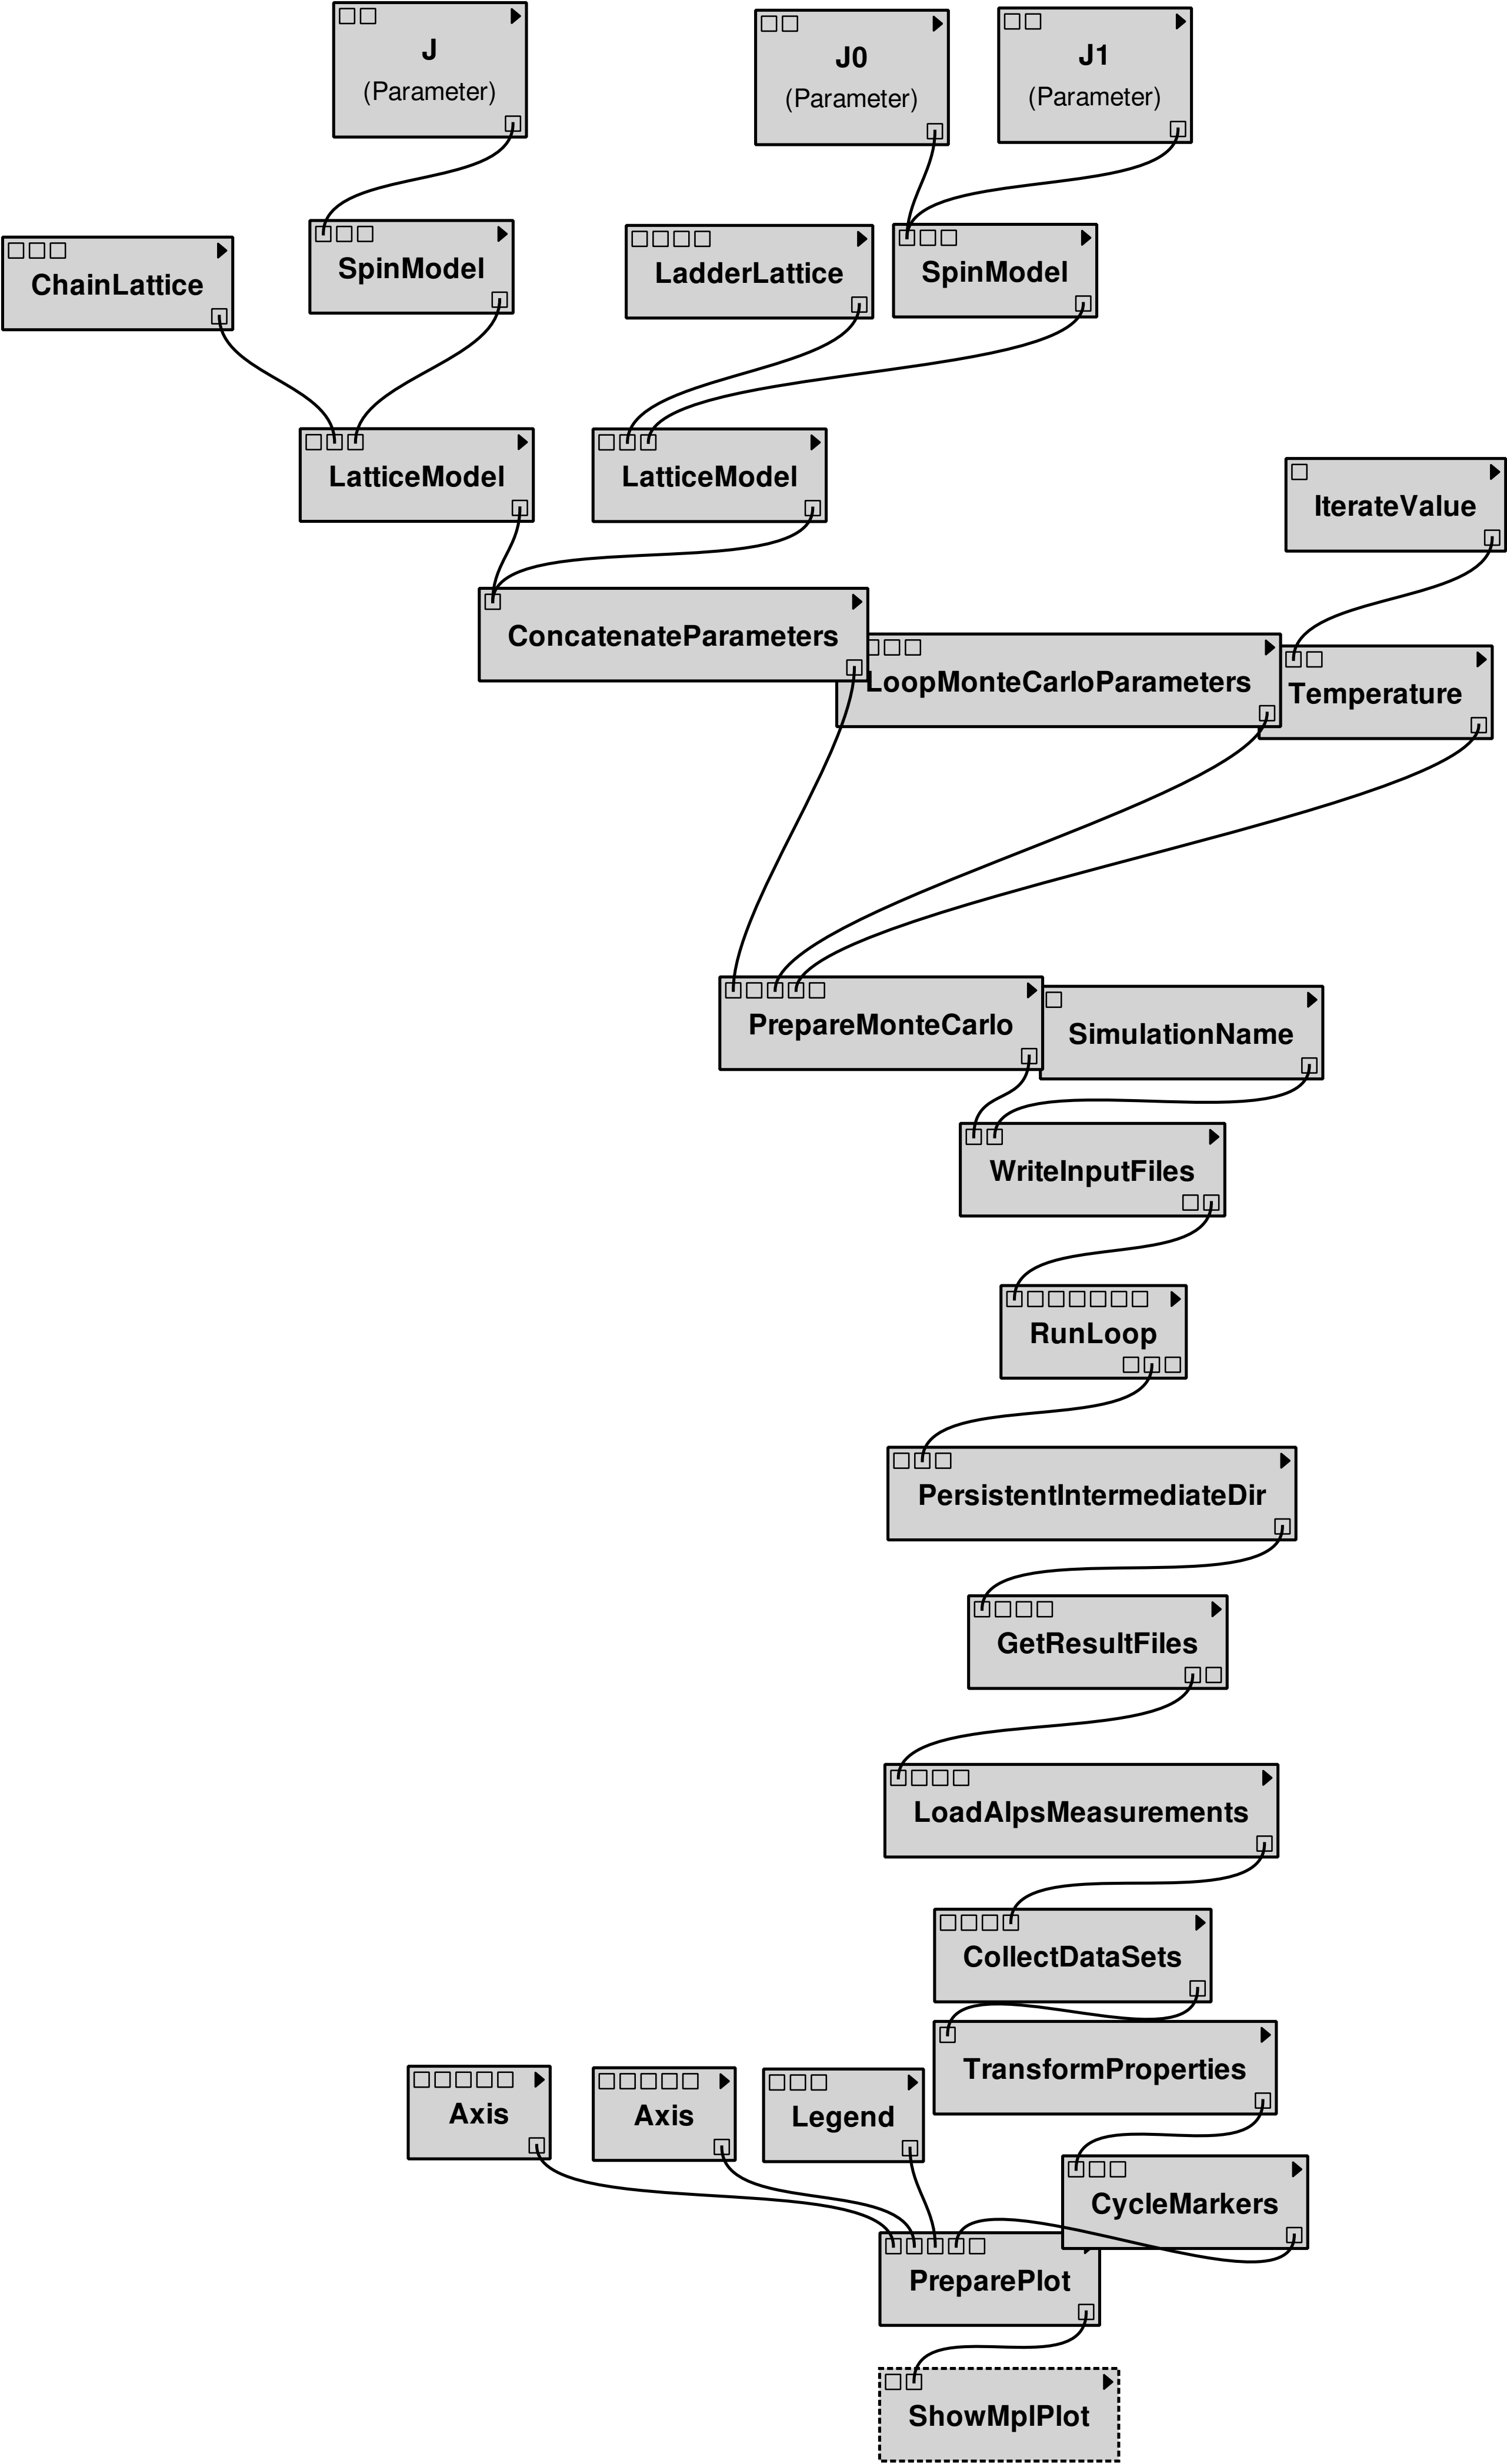 J
(Parameter)
J0
(Parameter)
J1
(Parameter)
ChainLattice
SpinModel
LadderLattice
SpinModel
LatticeModel
LatticeModel
IterateValue
ConcatenateParameters
LoopMonteCarloParameters
Temperature
PrepareMonteCarlo
SimulationName
WriteInputFiles
RunLoop
PersistentIntermediateDir
GetResultFiles
LoadAlpsMeasurements
CollectDataSets
TransformProperties
Axis
Axis
Legend
CycleMarkers
PreparePlot
ShowMplPlot